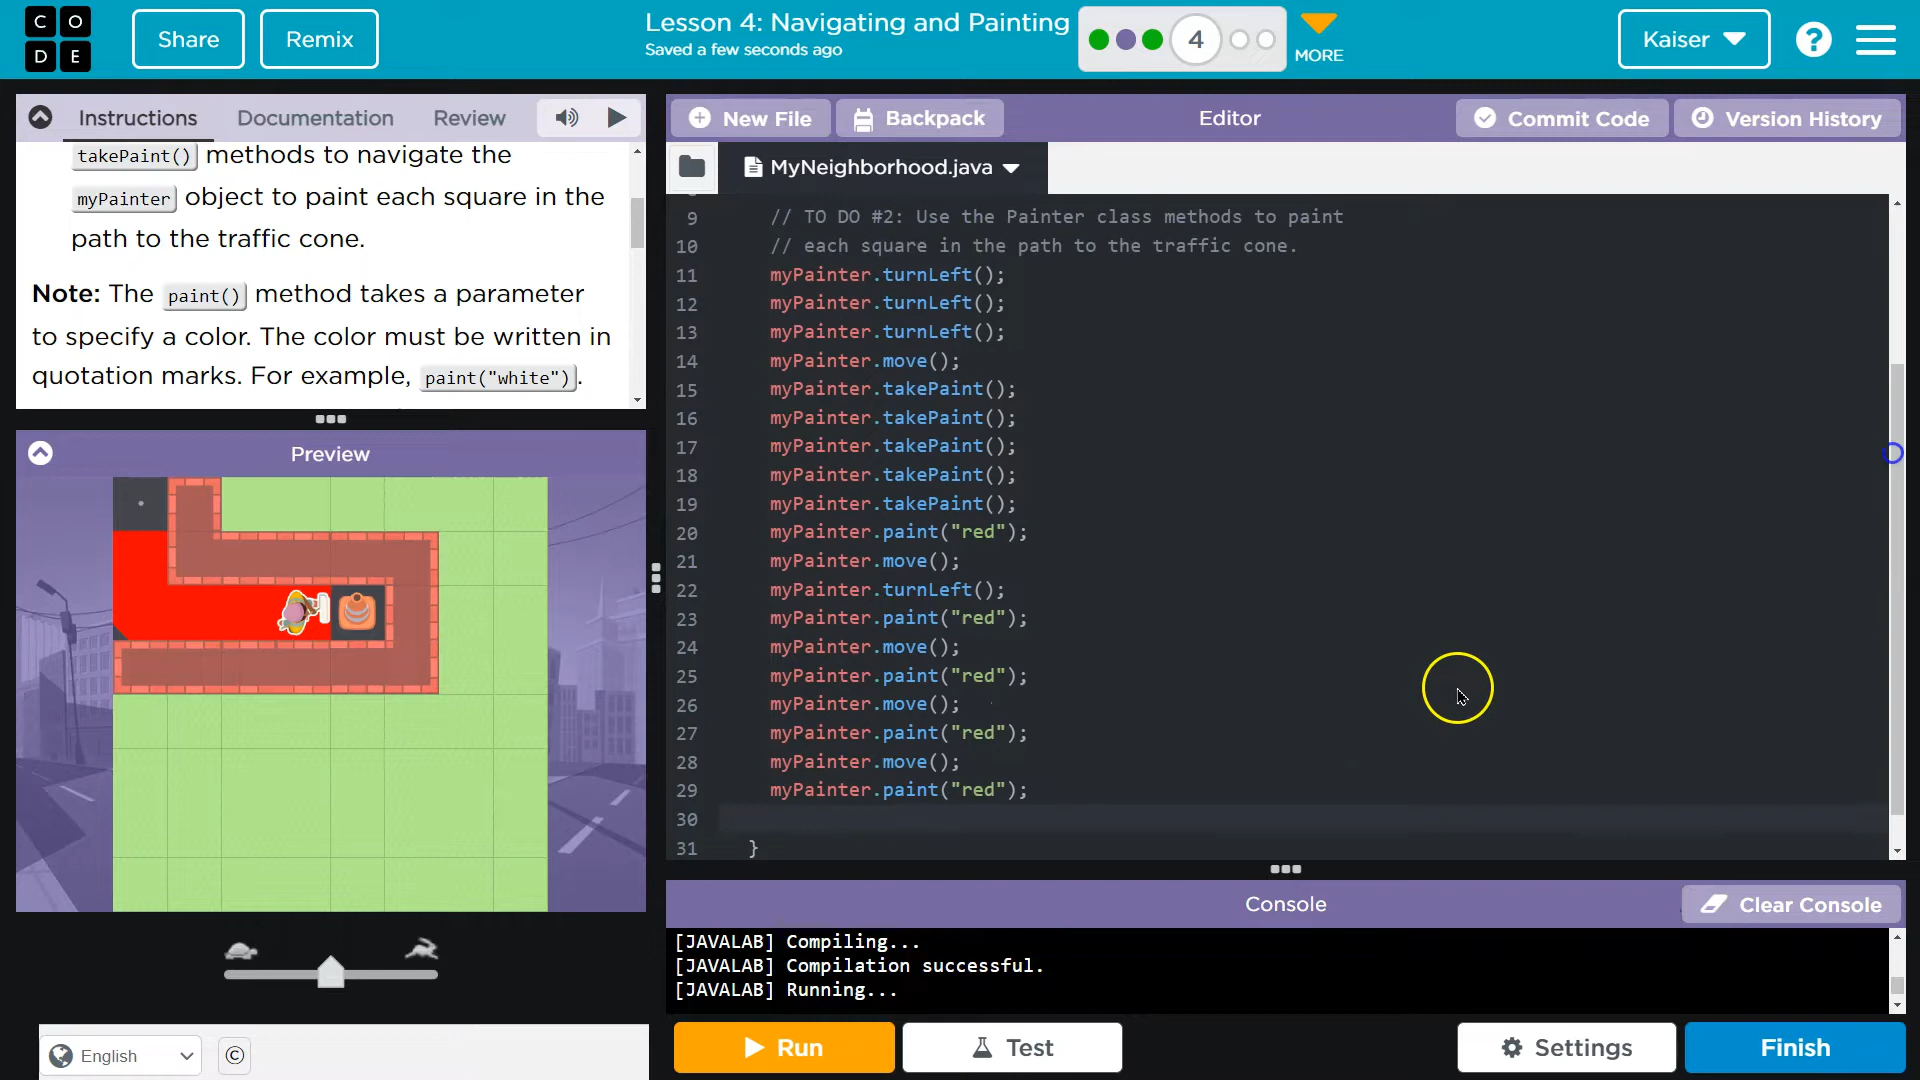 CO
DE
Share
Remix
Lesson 4: Navigating and Painting
Saved a few seconds ago
4
MORE
Kaiser
?
Instructions
Documentation
Review
takePaint() methods to navigate the
myPainter object to paint each square in the
path to the traffic cone.
Note: The paint() method takes a parameter
to specify a color. The color must be written in
quotation marks. For example, paint("white").
Preview
English
©
New File
Backpack
Editor
Commit Code
Version History
MyNeighborhood.java
9 // TO DO #2: Use the Painter class methods to paint
10 // each square in the path to the traffic cone.
11 myPainter.turnLeft();
12 myPainter.turnLeft();
13 myPainter.turnLeft();
14 myPainter.move();
15 myPainter.takePaint();
16 myPainter.takePaint();
17 myPainter.takePaint();
18 myPainter.takePaint();
19 myPainter.takePaint();
20 myPainter.paint("red");
21 myPainter.move();
22 myPainter.turnLeft();
23 myPainter.paint("red");
24 myPainter.move();
25 myPainter.paint("red");
26 myPainter.move();
27 myPainter.paint("red");
28 myPainter.move();
29 myPainter.paint("red");
30
31 }
Console
Clear Console
[JAVALAB] Compiling...
[JAVALAB] Compilation successful.
[JAVALAB] Running...
Run
Test
Settings
Finish